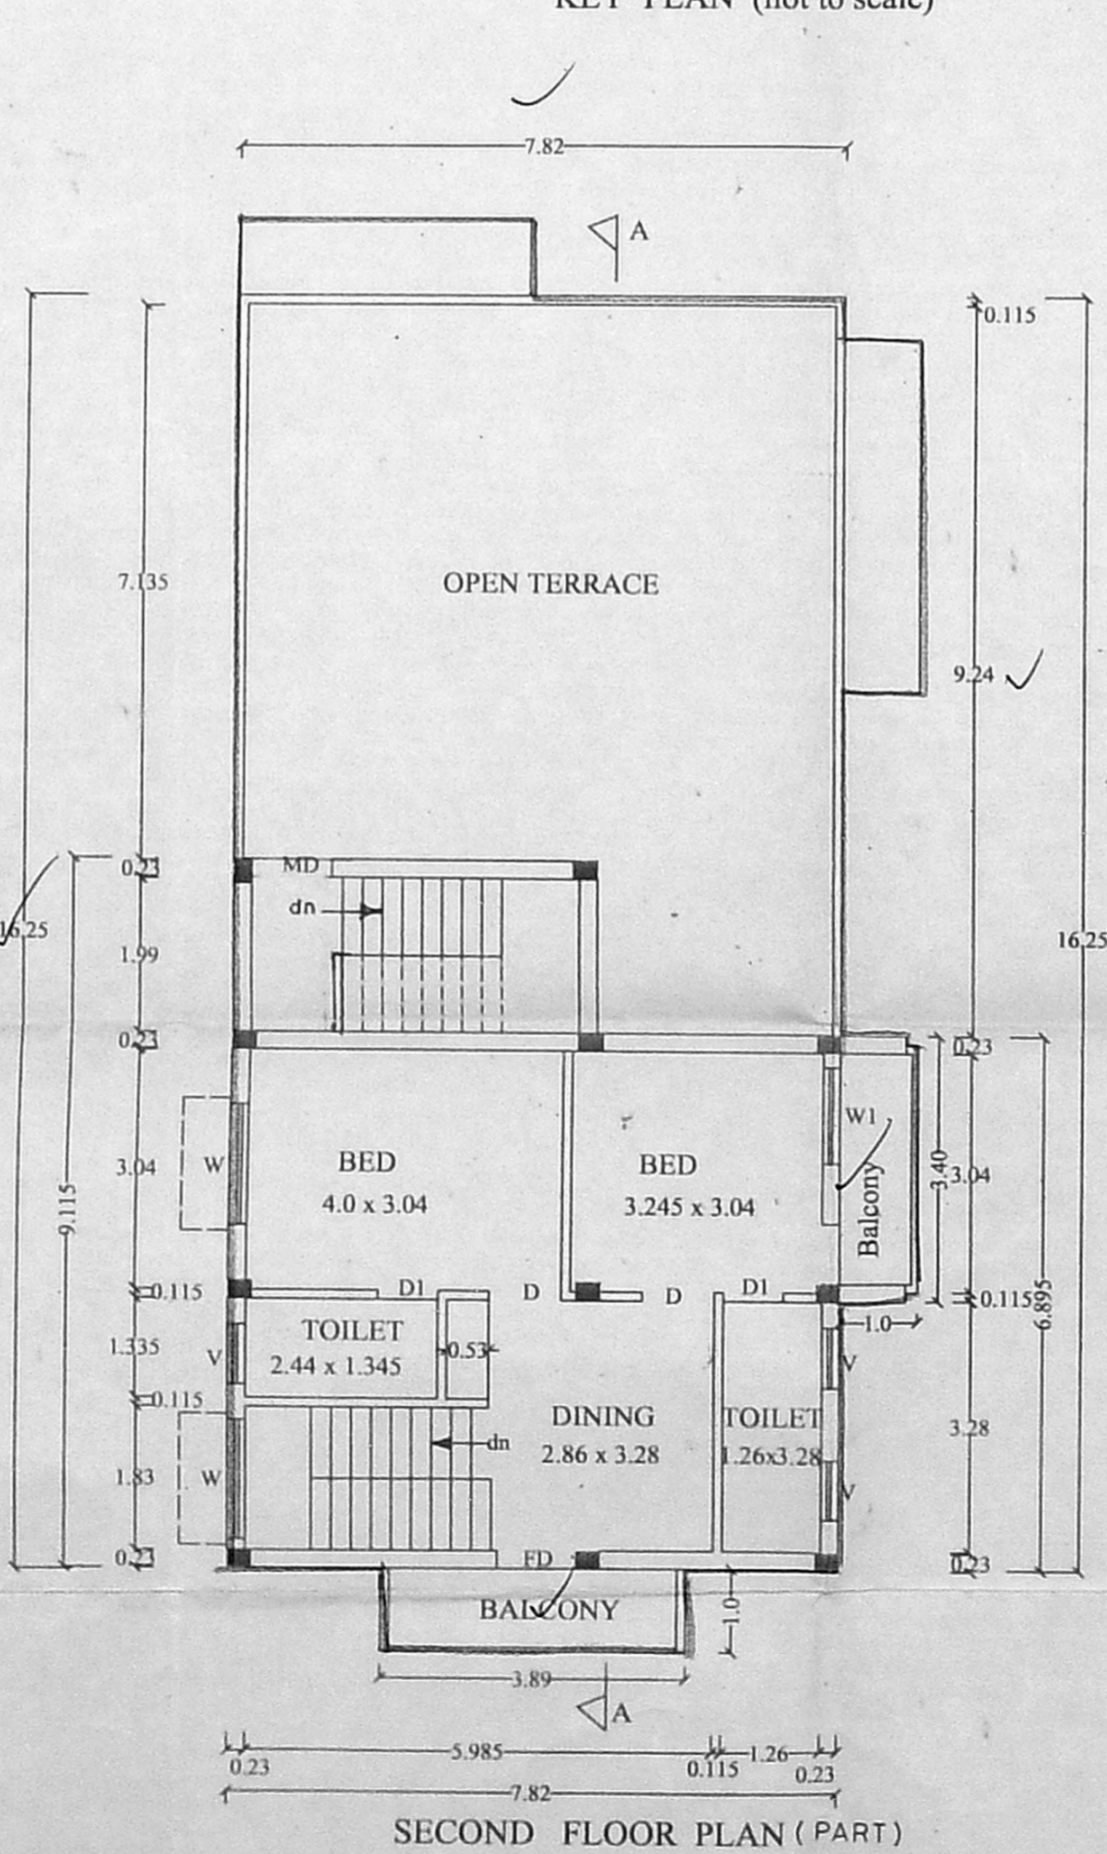 KEY PLAN (not to scale)
7.82
A
0.115
7.135
OPEN TERRACE
9.24
0.23
MD
dn
16.25
1.99
16.25
0.23
0.23
W1
BED
BED
W
3.04
4.0 x 3.04
3.245 x 3.04
Balcony
3.40
3.04
9.115
0.115
D1
D
D
D1
0.115
6.895
1.0
TOILET
1.335
V
2.44 x 1.345
0.53
V
0.115
DINING
TOILET
3.28
dn
2.86 x 3.28
1.26x3.28
1.83
W
V
0.23
FD
0.23
BALCONY
1.0
3.89
A
5.985
1.26
0.23
0.115
0.23
7.82
SECOND FLOOR PLAN (PART)